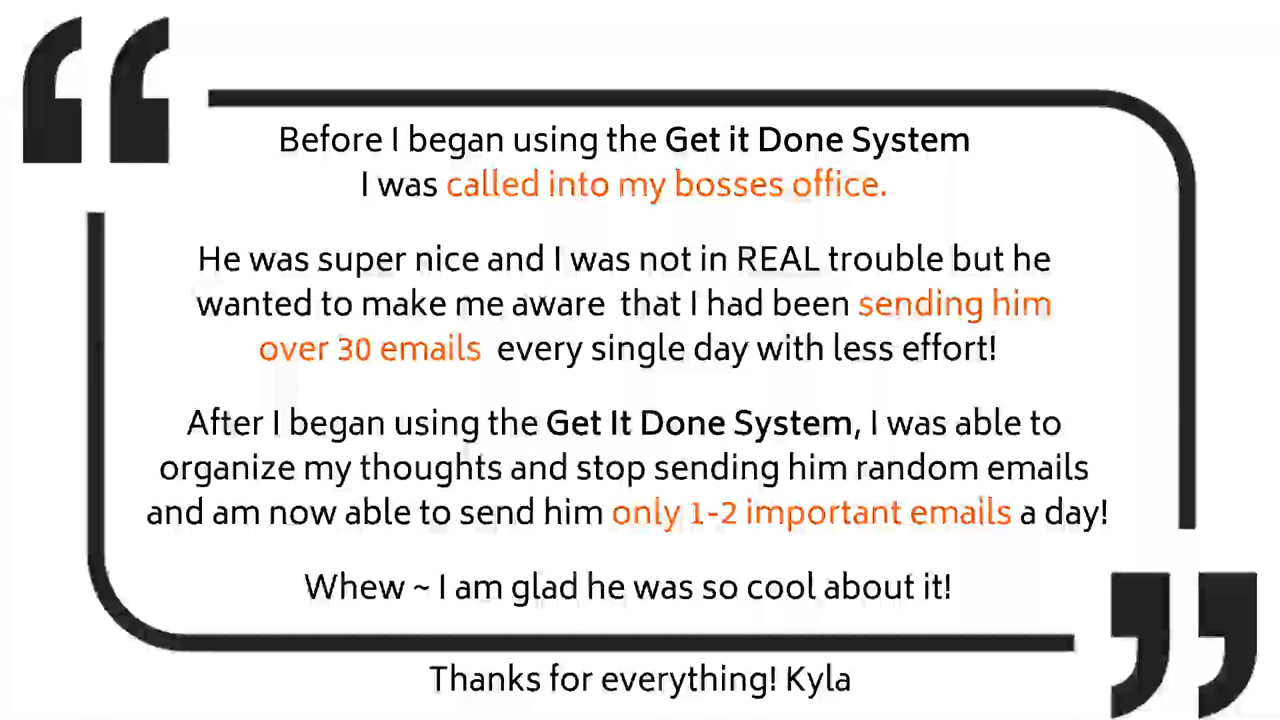 Before I began using the Get it Done System
I was called into my bosses office.
He was super nice and I was not in REAL trouble but he
wanted to make me aware that I had been sending him
over 30 emails every single day with less effort!
After I began using the Get It Done System, I was able to
organize my thoughts and stop sending him random emails
and am now able to send him only 1-2 important emails a day!
Whew ~ I am glad he was so cool about it!
Thanks for everything! Kyla